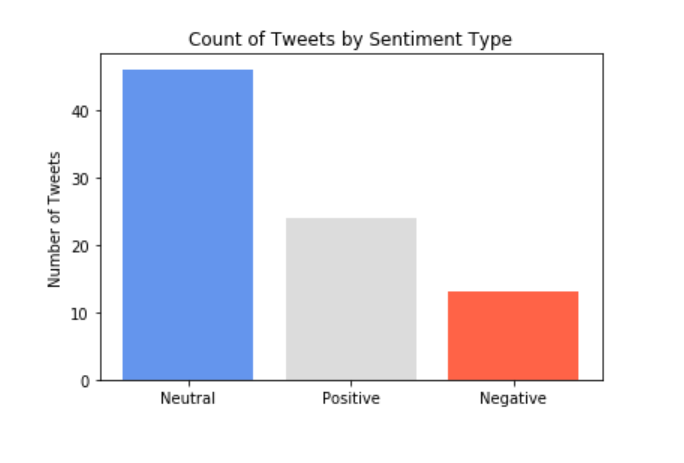 Count of Tweets by Sentiment Type
Number of Tweets
40
30
20
10
0
Neutral Positive Negative